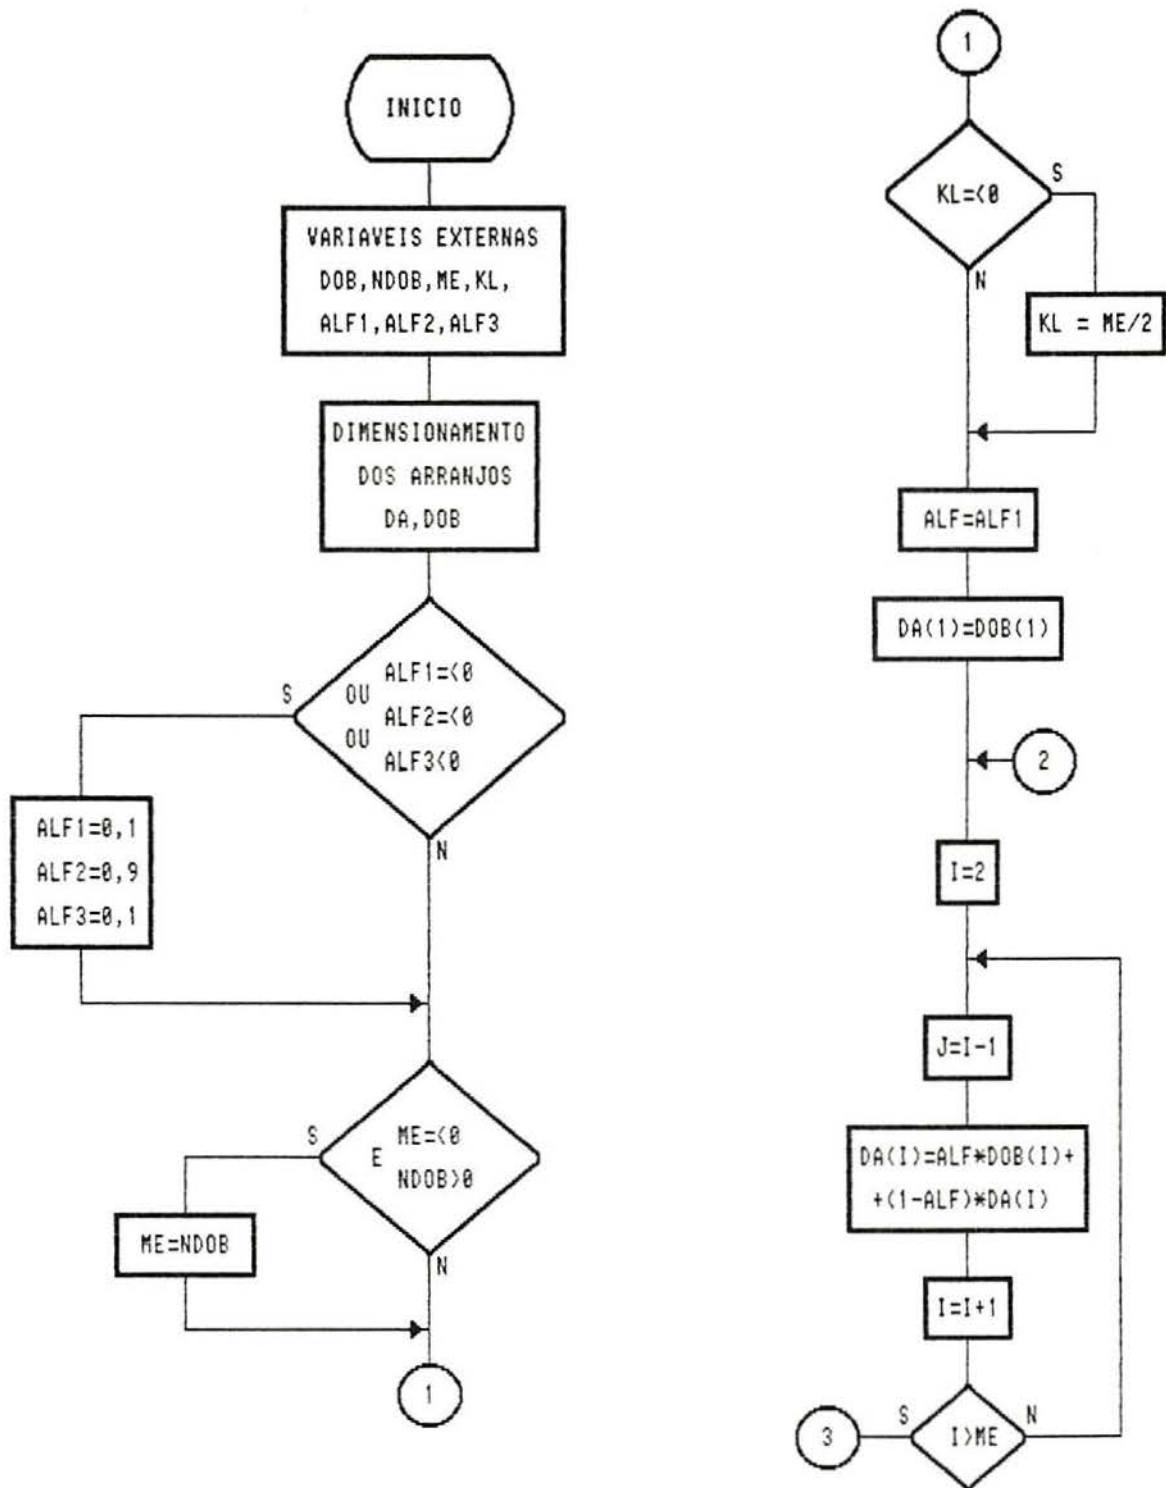 INICIO
VARIAVEIS EXTERNAS
DOB,NDOB,ME,KL,
ALF1,ALF2,ALF3
DIMENSIONAMENTO
DOS ARRANJOS
DA,DOB
S
ALF1=<0
OU
ALF2=<0
OU
ALF3<0
N
ALF1=0,1
ALF2=0,9
ALF3=0,1
S
ME=<0
E
NDOB>0
N
ME=NDOB
1
1
S
KL=<0
N
KL = ME/2
ALF=ALF1
DA(1)=DOB(1)
2
I=2
J=I-1
DA(I)=ALF*DOB(I)+
+(1-ALF)*DA(I)
I=I+1
3
S
I>ME
N